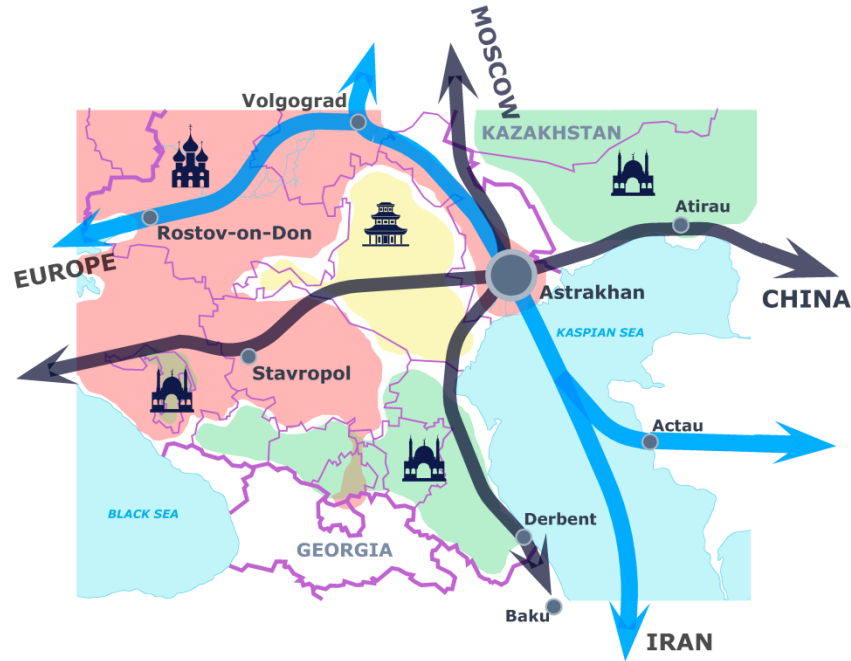 MOSCOW
Volgograd
KAZAKHSTAN
Atirau
Rostov-on-Don
EUROPE
Astrakhan
CHINA
KASPIAN SEA
Stavropol
Actau
BLACK SEA
Derbent
GEORGIA
Baku
IRAN